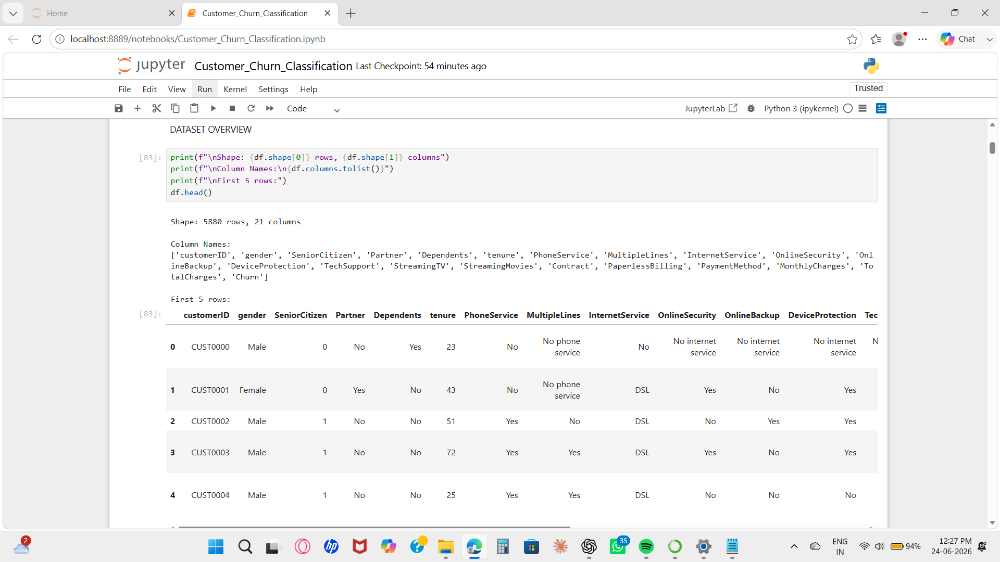 Home
Customer_Churn_Classification
localhost:8889/notebooks/Customer_Churn_Classification.ipynb
Chat
jupyter Customer_Churn_Classification Last Checkpoint: 54 minutes ago
File Edit View Run Kernel Settings Help
Trusted
Code
JupyterLab Python 3 (ipykernel)
DATASET OVERVIEW
[83]: print(f"\nShape: {df.shape[0]} rows, {df.shape[1]} columns")
print(f"\nColumn Names:\n{df.columns.tolist()}")
print(f"\nFirst 5 rows:")
df.head()
Shape: 5880 rows, 21 columns
Column Names:
['customerID', 'gender', 'SeniorCitizen', 'Partner', 'Dependents', 'tenure', 'PhoneService', 'MultipleLines', 'InternetService', 'OnlineSecurity', 'Onl
ineBackup', 'DeviceProtection', 'TechSupport', 'StreamingTV', 'StreamingMovies', 'Contract', 'PaperlessBilling', 'PaymentMethod', 'MonthlyCharges', 'To
talCharges', 'Churn']
First 5 rows:
[83]: customerID gender SeniorCitizen Partner Dependents tenure PhoneService MultipleLines InternetService OnlineSecurity OnlineBackup DeviceProtection Tec
0 CUST0000 Male 0 No Yes 23 No No phone service No No internet service No internet service No internet service N
1 CUST0001 Female 0 Yes No 43 No No phone service DSL Yes No Yes
2 CUST0002 Male 1 No No 51 Yes No DSL No Yes Yes
3 CUST0003 Male 1 No No 72 Yes Yes DSL Yes No Yes
4 CUST0004 Male 1 No No 25 Yes Yes DSL No No No
2
hp
35
ENG
IN
94%
12:27 PM
24-06-2026